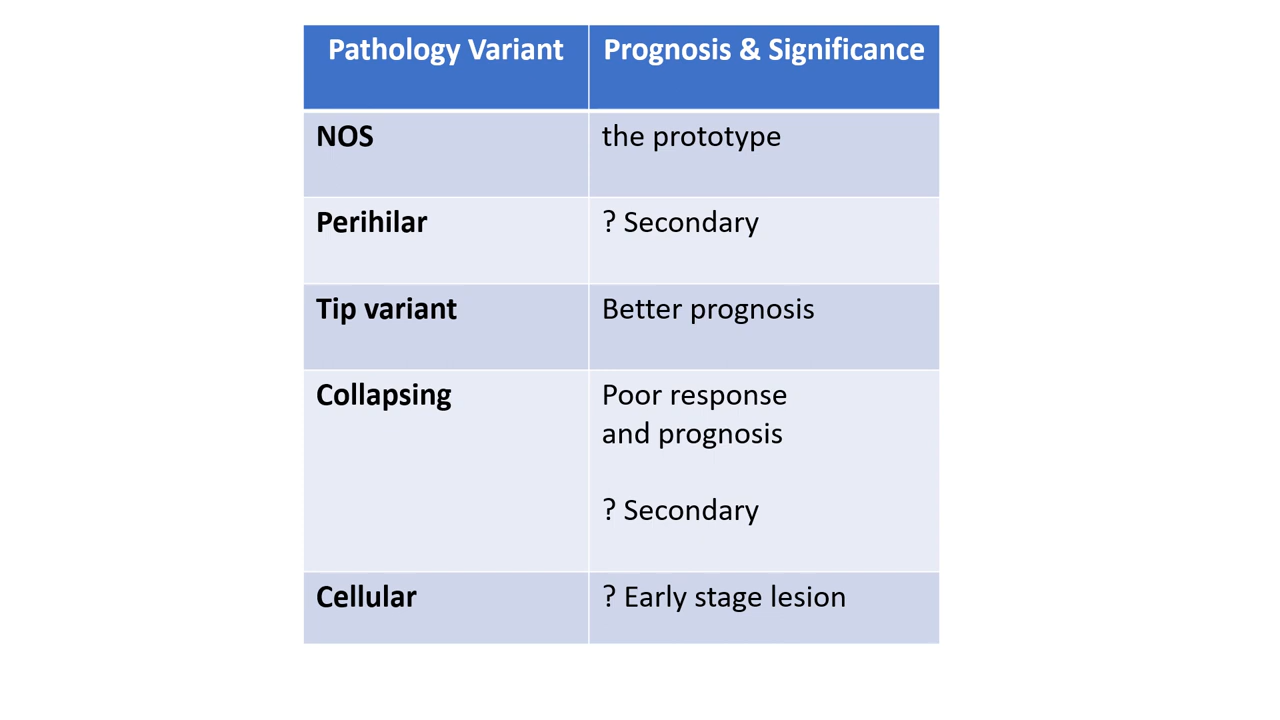 Pathology Variant
Prognosis & Significance
NOS
the prototype
Perihilar
? Secondary
Tip variant
Better prognosis
Collapsing
Poor response
and prognosis
? Secondary
Cellular
? Early stage lesion